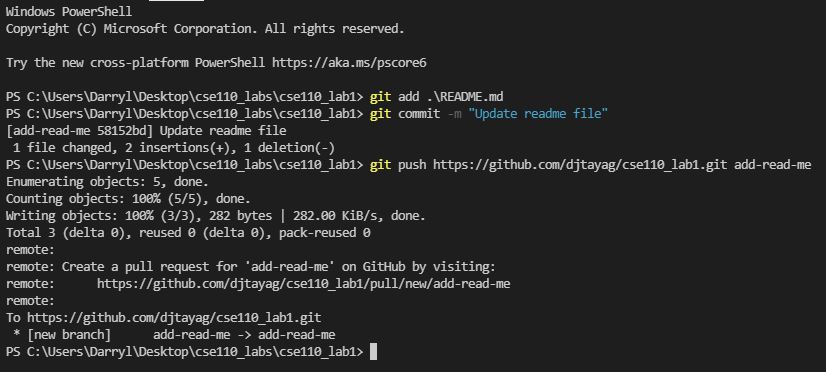 Windows PowerShell
Copyright (C) Microsoft Corporation. All rights reserved.
Try the new cross-platform PowerShell https://aka.ms/pscore6
PS C:\Users\Darryl\Desktop\cse110_labs\cse110_lab1> git add .\README.md
PS C:\Users\Darryl\Desktop\cse110_labs\cse110_lab1> git commit -m "Update readme file"
[add-read-me 58152bd] Update readme file
 1 file changed, 2 insertions(+), 1 deletion(-)
PS C:\Users\Darryl\Desktop\cse110_labs\cse110_lab1> git push https://github.com/djtayag/cse110_lab1.git add-read-me
Enumerating objects: 5, done.
Counting objects: 100% (5/5), done.
Writing objects: 100% (3/3), 282 bytes | 282.00 KiB/s, done.
Total 3 (delta 0), reused 0 (delta 0), pack-reused 0
remote:
remote: Create a pull request for 'add-read-me' on GitHub by visiting:
remote:      https://github.com/djtayag/cse110_lab1/pull/new/add-read-me
remote:
To https://github.com/djtayag/cse110_lab1.git
 * [new branch]      add-read-me -> add-read-me
PS C:\Users\Darryl\Desktop\cse110_labs\cse110_lab1>